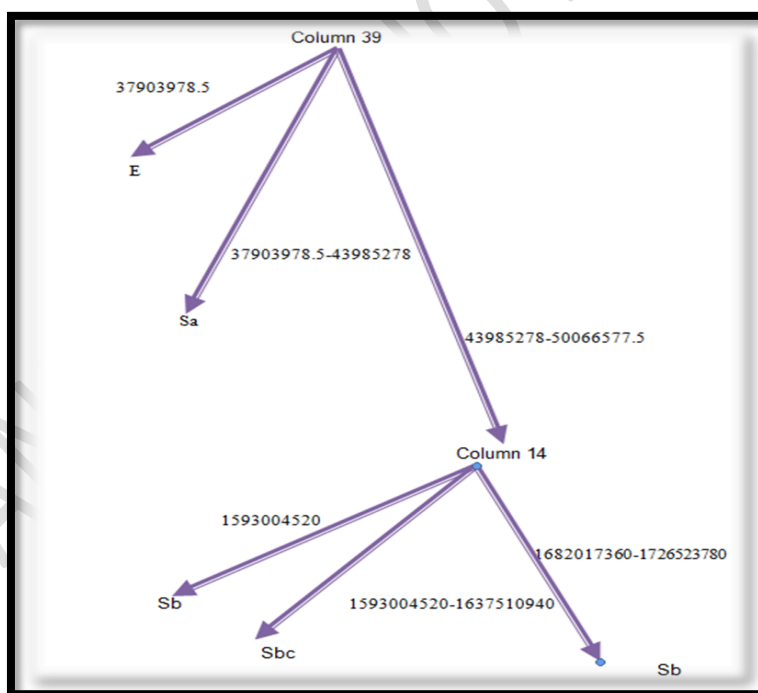 Column 39
37903978.5
E
37903978.5-43985278
Sa
43985278-50066577.5
Column 14
1593004520
1682017360-1726523780
Sb
1593004520-1637510940
Sbc
Sb